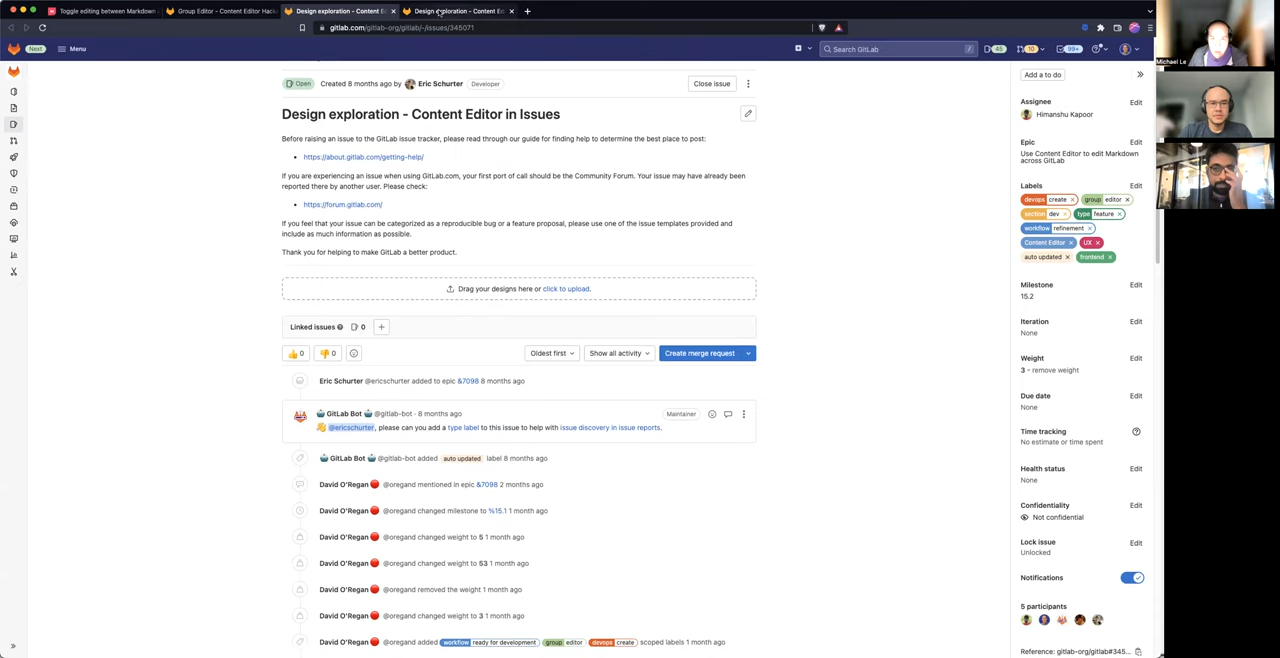 Toggle editing between Markdown
Group Editor - Content Editor Hack
Design exploration - Content E
Design exploration - Content Ed
gitlab.com/gitlab-org/gitlab/-/issues/345071
Next
Menu
Search GitLab
/
45
10
99+
Michael Le
Open
Created 8 months ago by Eric Schurter
Developer
Close issue
Design exploration - Content Editor in Issues
Before raising an issue to the GitLab issue tracker, please read through our guide for finding help to determine the best place to post:
• https://about.gitlab.com/getting-help/
If you are experiencing an issue when using GitLab.com, your first port of call should be the Community Forum. Your issue may have already been
reported there by another user. Please check:
• https://forum.gitlab.com/
If you feel that your issue can be categorized as a reproducible bug or a feature proposal, please use one of the issue templates provided and
include as much information as possible.
Thank you for helping to make GitLab a better product.
Drag your designs here or click to upload.
Linked issues
0
👍 0
👎 0
Oldest first
Show all activity
Create merge request
Eric Schurter @ericschurter added to epic &7098 8 months ago
GitLab Bot @gitlab-bot · 8 months ago
Maintainer
👋 @ericschurter, please can you add a type label to this issue to help with issue discovery in issue reports.
GitLab Bot @gitlab-bot added auto updated label 8 months ago
David O'Regan @oregand mentioned in epic &7098 2 months ago
David O'Regan @oregand changed milestone to %15.1 1 month ago
David O'Regan @oregand changed weight to 5 1 month ago
David O'Regan @oregand changed weight to 53 1 month ago
David O'Regan @oregand removed the weight 1 month ago
David O'Regan @oregand changed weight to 3 1 month ago
David O'Regan @oregand added workflow ready for development group editor devops create scoped labels 1 month ago
Add a to do
Assignee
Edit
Himanshu Kapoor
Epic
Edit
Use Content Editor to edit Markdown
across GitLab
Labels
Edit
devops create
group editor
section dev
type feature
workflow refinement
Content Editor
UX
auto updated
frontend
Milestone
Edit
15.2
Iteration
Edit
None
Weight
Edit
3 - remove weight
Due date
Edit
None
Time tracking
No estimate or time spent
Health status
Edit
None
Confidentiality
Edit
Not confidential
Lock issue
Edit
Unlocked
Notifications
5 participants
Reference: gitlab-org/gitlab#345...